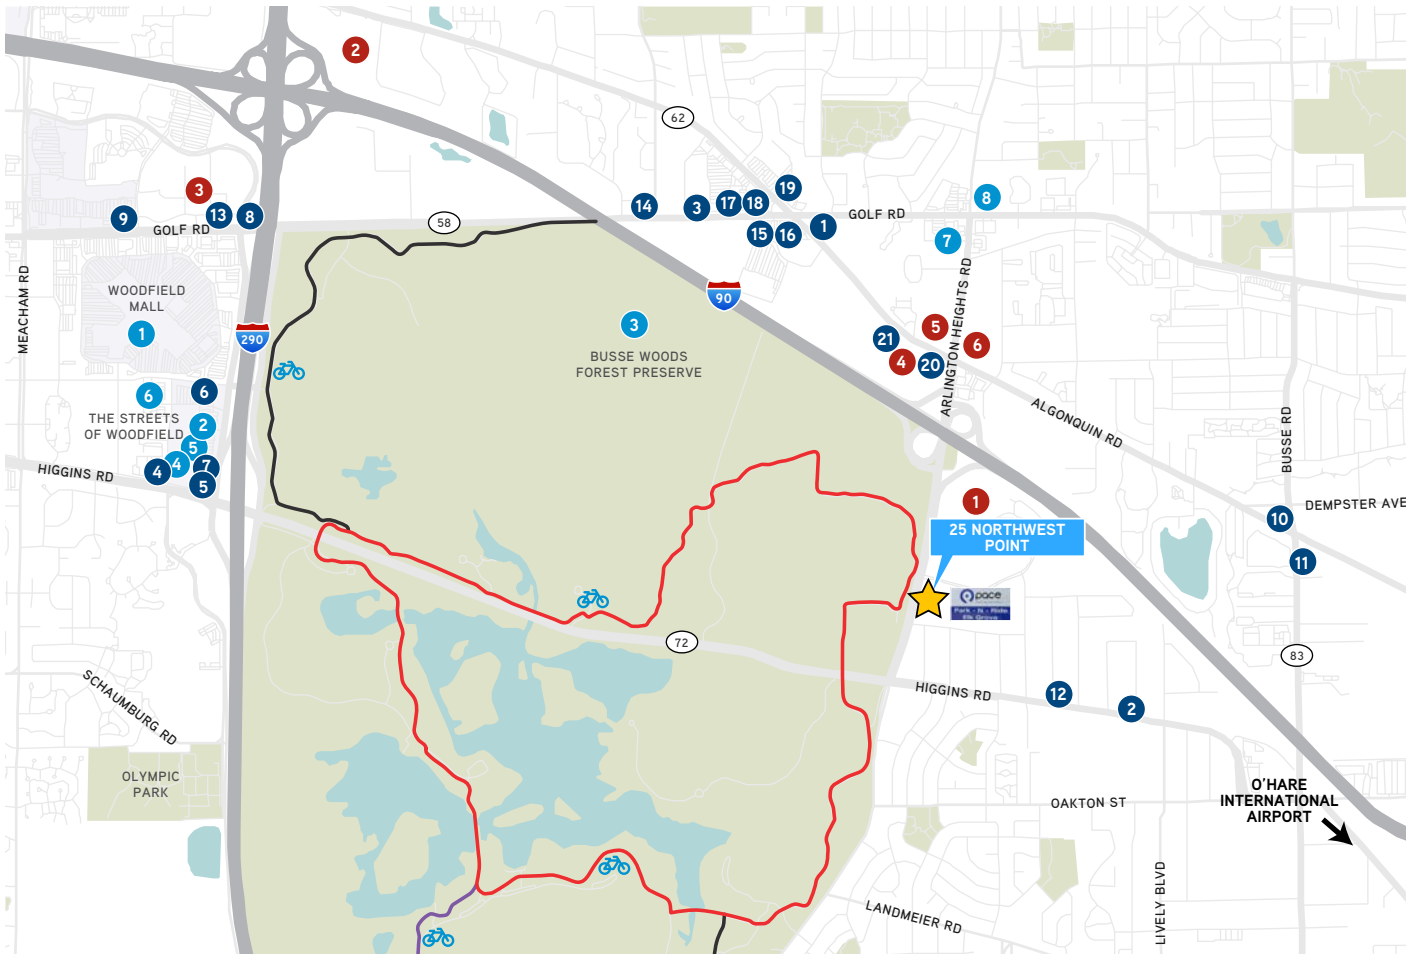 2
62
3
9
13
8
GOLF RD
58
14
3
17
18
19
15
16
1
GOLF RD
8
7
MEACHAM RD
WOODFIELD
MALL
1
290
90
3
BUSSE WOODS
FOREST PRESERVE
ARLINGTON HEIGHTS RD
21
5
4
20
6
6
THE STREETS
OF WOODFIELD
2
5
4
4
7
5
HIGGINS RD
ALGONQUIN RD
BUSSE RD
DEMPSTER AVE
10
11
1
25 NORTHWEST
POINT
pace
Park - N - Ride
Elk Grove
72
83
HIGGINS RD
12
2
SCHAUMBURG RD
OLYMPIC
PARK
OAKTON ST
O'HARE
INTERNATIONAL
AIRPORT
LIVELY BLVD
LANDMEIER RD